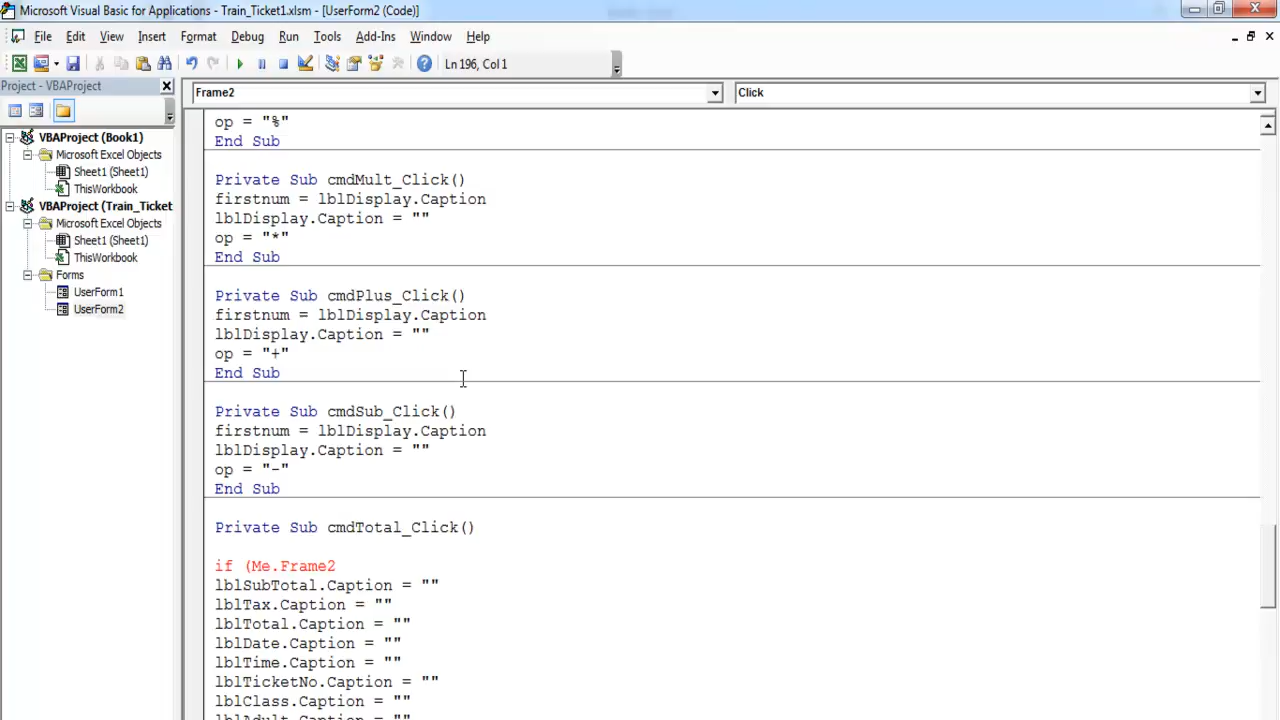 Microsoft Visual Basic for Applications - Train_Ticket1.xlsm - [UserForm2 (Code)]
File Edit View Insert Format Debug Run Tools Add-Ins Window Help
Ln 196, Col 1
Project - VBAProject
Frame2
Click
VBAProject (Book1)
Microsoft Excel Objects
Sheet1 (Sheet1)
ThisWorkbook
VBAProject (Train_Ticket
Microsoft Excel Objects
Sheet1 (Sheet1)
ThisWorkbook
Forms
UserForm1
UserForm2
op = "%"
End Sub
Private Sub cmdMult_Click()
firstnum = lblDisplay.Caption
lblDisplay.Caption = ""
op = "*"
End Sub
Private Sub cmdPlus_Click()
firstnum = lblDisplay.Caption
lblDisplay.Caption = ""
op = "+"
End Sub
Private Sub cmdSub_Click()
firstnum = lblDisplay.Caption
lblDisplay.Caption = ""
op = "-"
End Sub
Private Sub cmdTotal_Click()
if (Me.Frame2
lblSubTotal.Caption = ""
lblTax.Caption = ""
lblTotal.Caption = ""
lblDate.Caption = ""
lblTime.Caption = ""
lblTicketNo.Caption = ""
lblClass.Caption = ""
lblAdult.Caption = ""